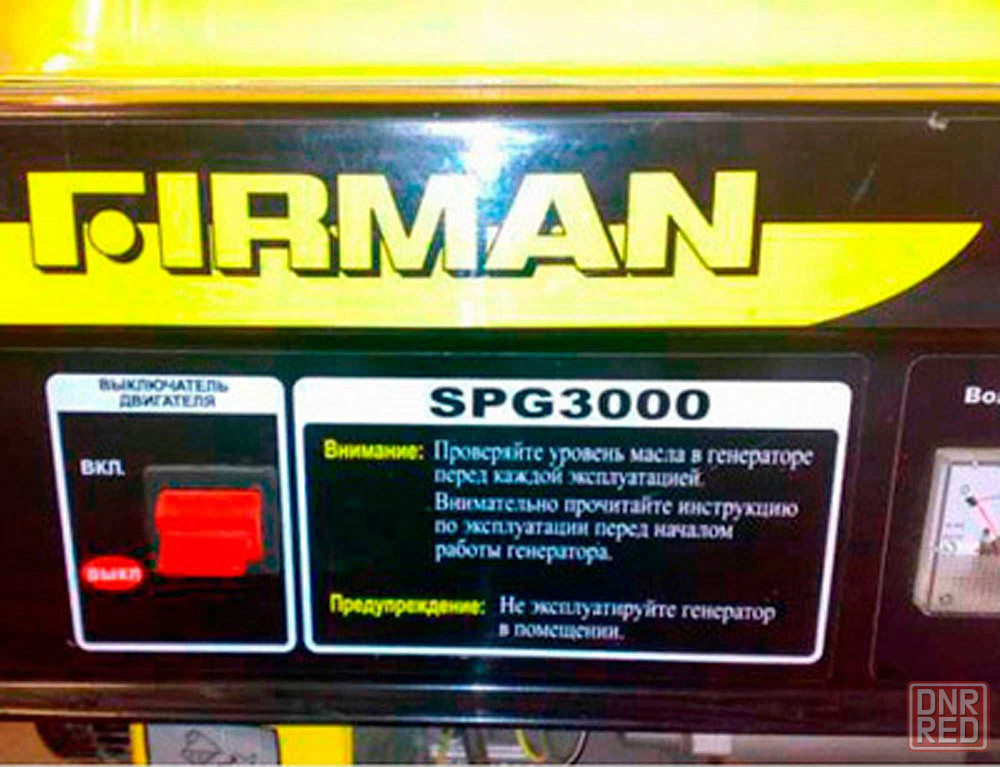 FIRMAN
ВЫКЛЮЧАТЕЛЬ
ДВИГАТЕЛЯ
ВКЛ.
ВЫКЛ
SPG3000
Внимание: Проверяйте уровень масла в генераторе
перед каждой эксплуатацией.
Внимательно прочитайте инструкцию
по эксплуатации перед началом
работы генератора.
Предупреждение: Не эксплуатируйте генератор
в помещении.
DNR
RED